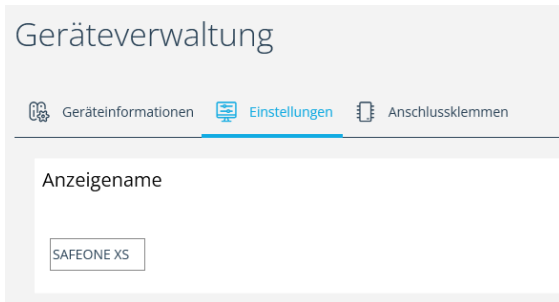 Geräteverwaltung
Geräteinformationen Einstellungen Anschlussklemmen
Anzeigename
SAFEONE XS